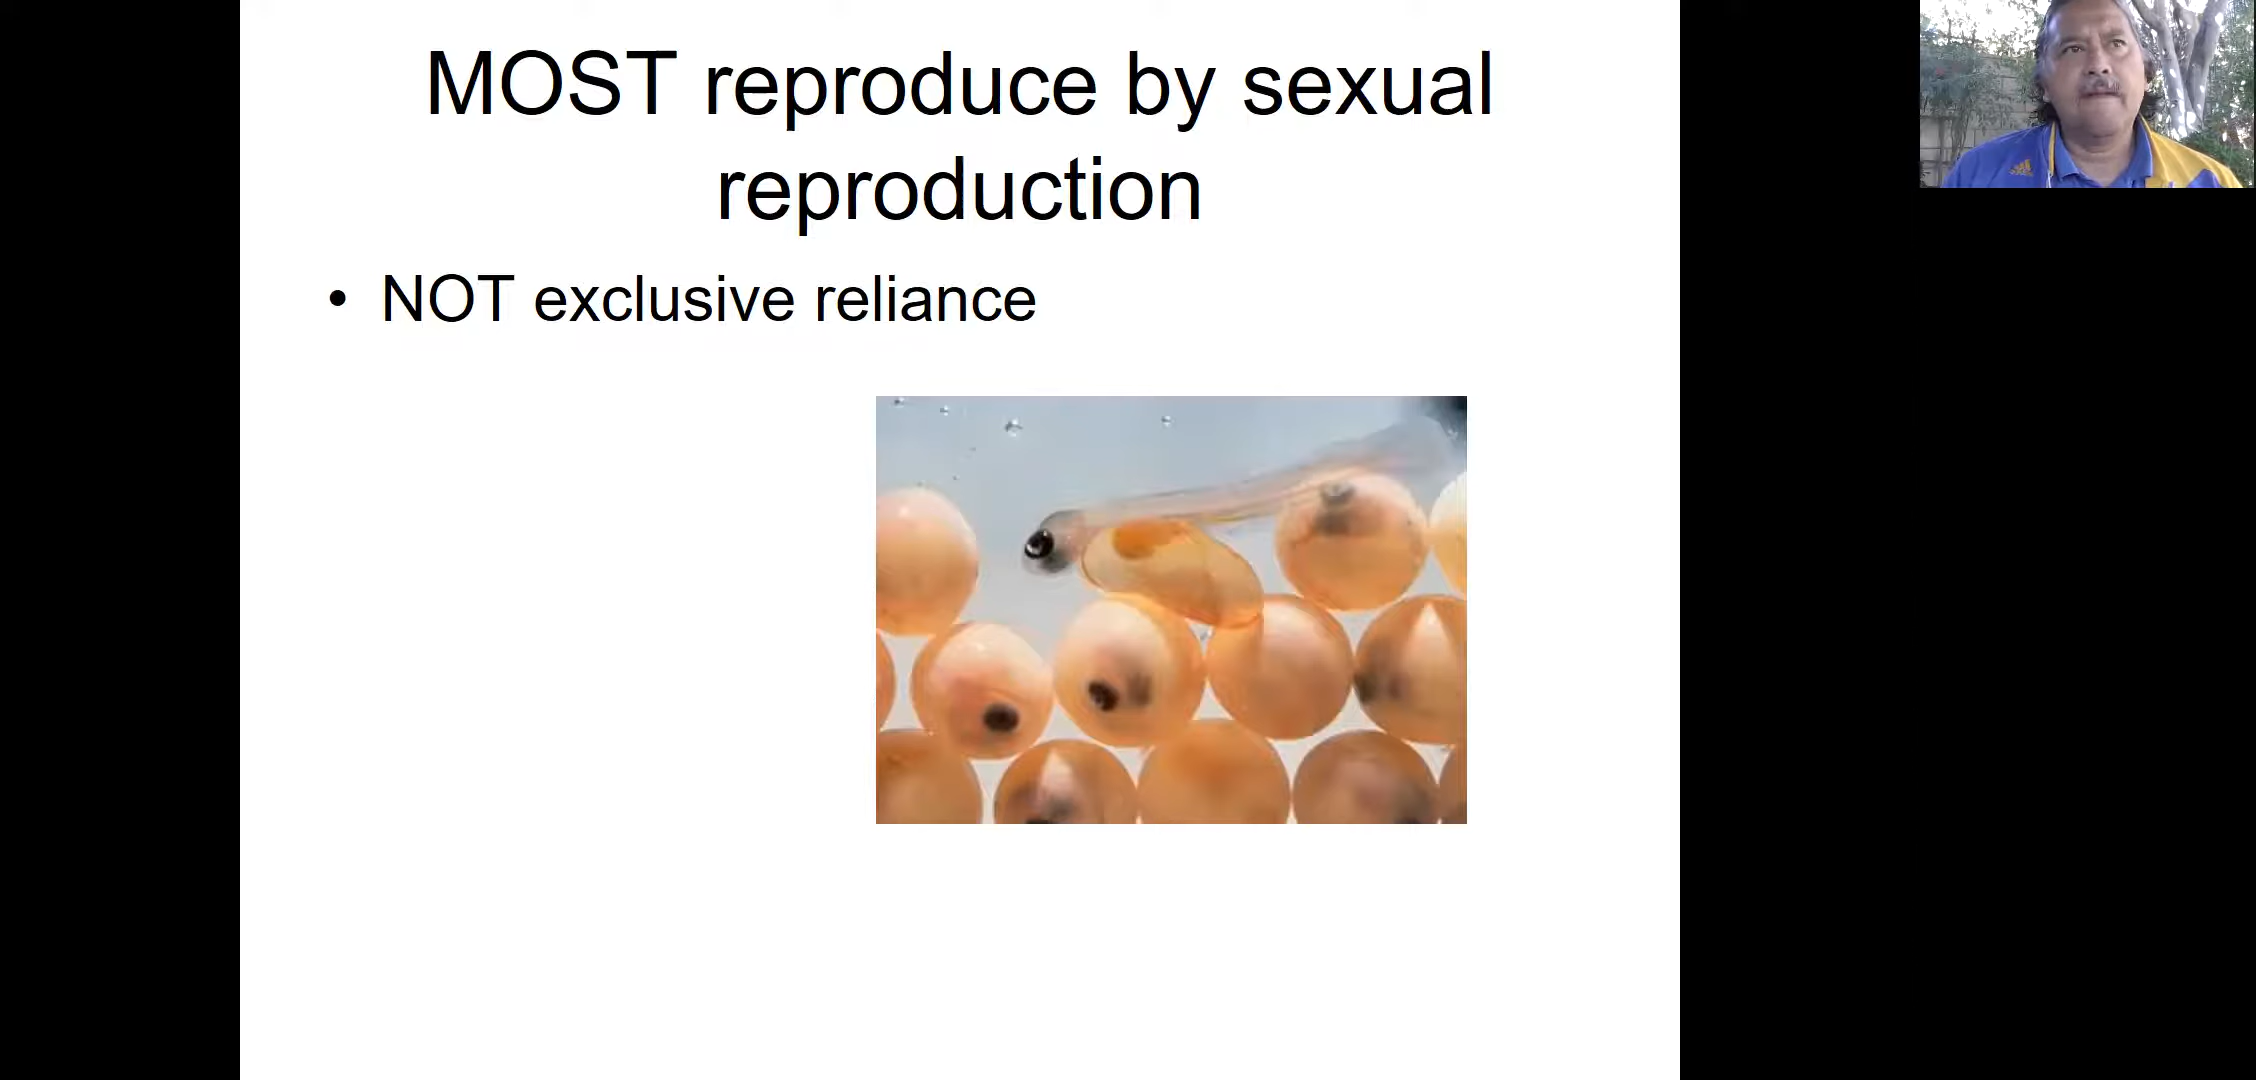 MOST reproduce by sexual
reproduction
• NOT exclusive reliance